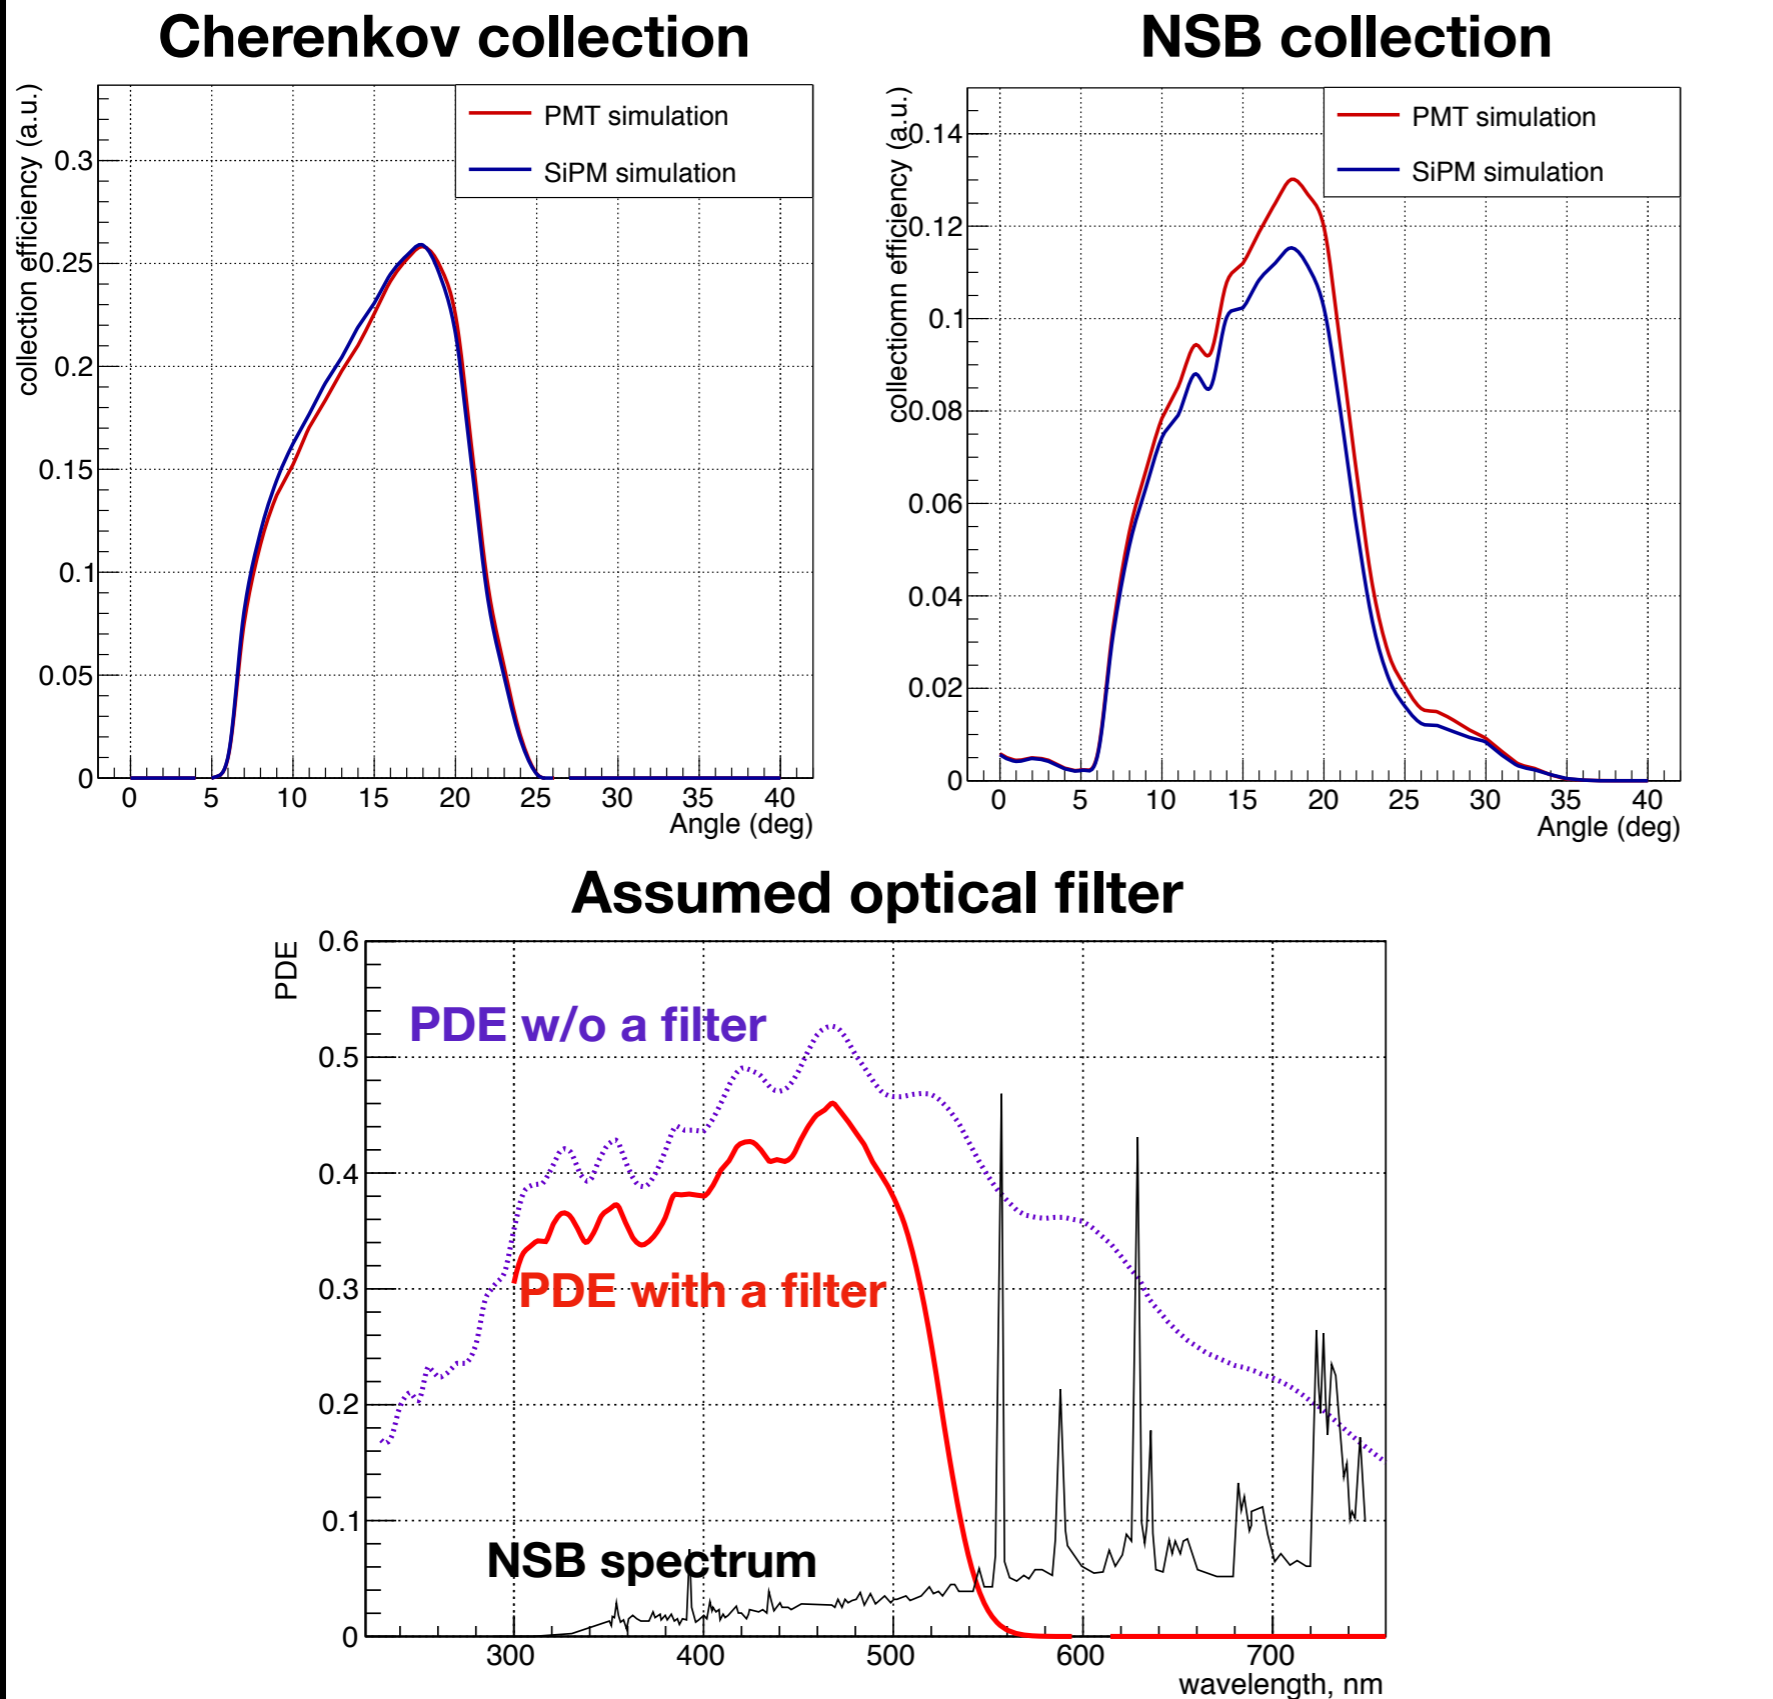 Cherenkov collection
collection efficiency (a.u.)
PMT simulation
SiPM simulation
0.3
0.25
0.2
0.15
0.1
0.05
0
0 5 10 15 20 25 30 35 40
Angle (deg)
NSB collection
collectiomn efficiency (a.u.)
PMT simulation
SiPM simulation
0.14
0.12
0.1
0.08
0.06
0.04
0.02
0
0 5 10 15 20 25 30 35 40
Angle (deg)
Assumed optical filter
PDE
0.6
0.5
0.4
0.3
0.2
0.1
0
PDE w/o a filter
PDE with a filter
NSB spectrum
300 400 500 600 700
wavelength, nm